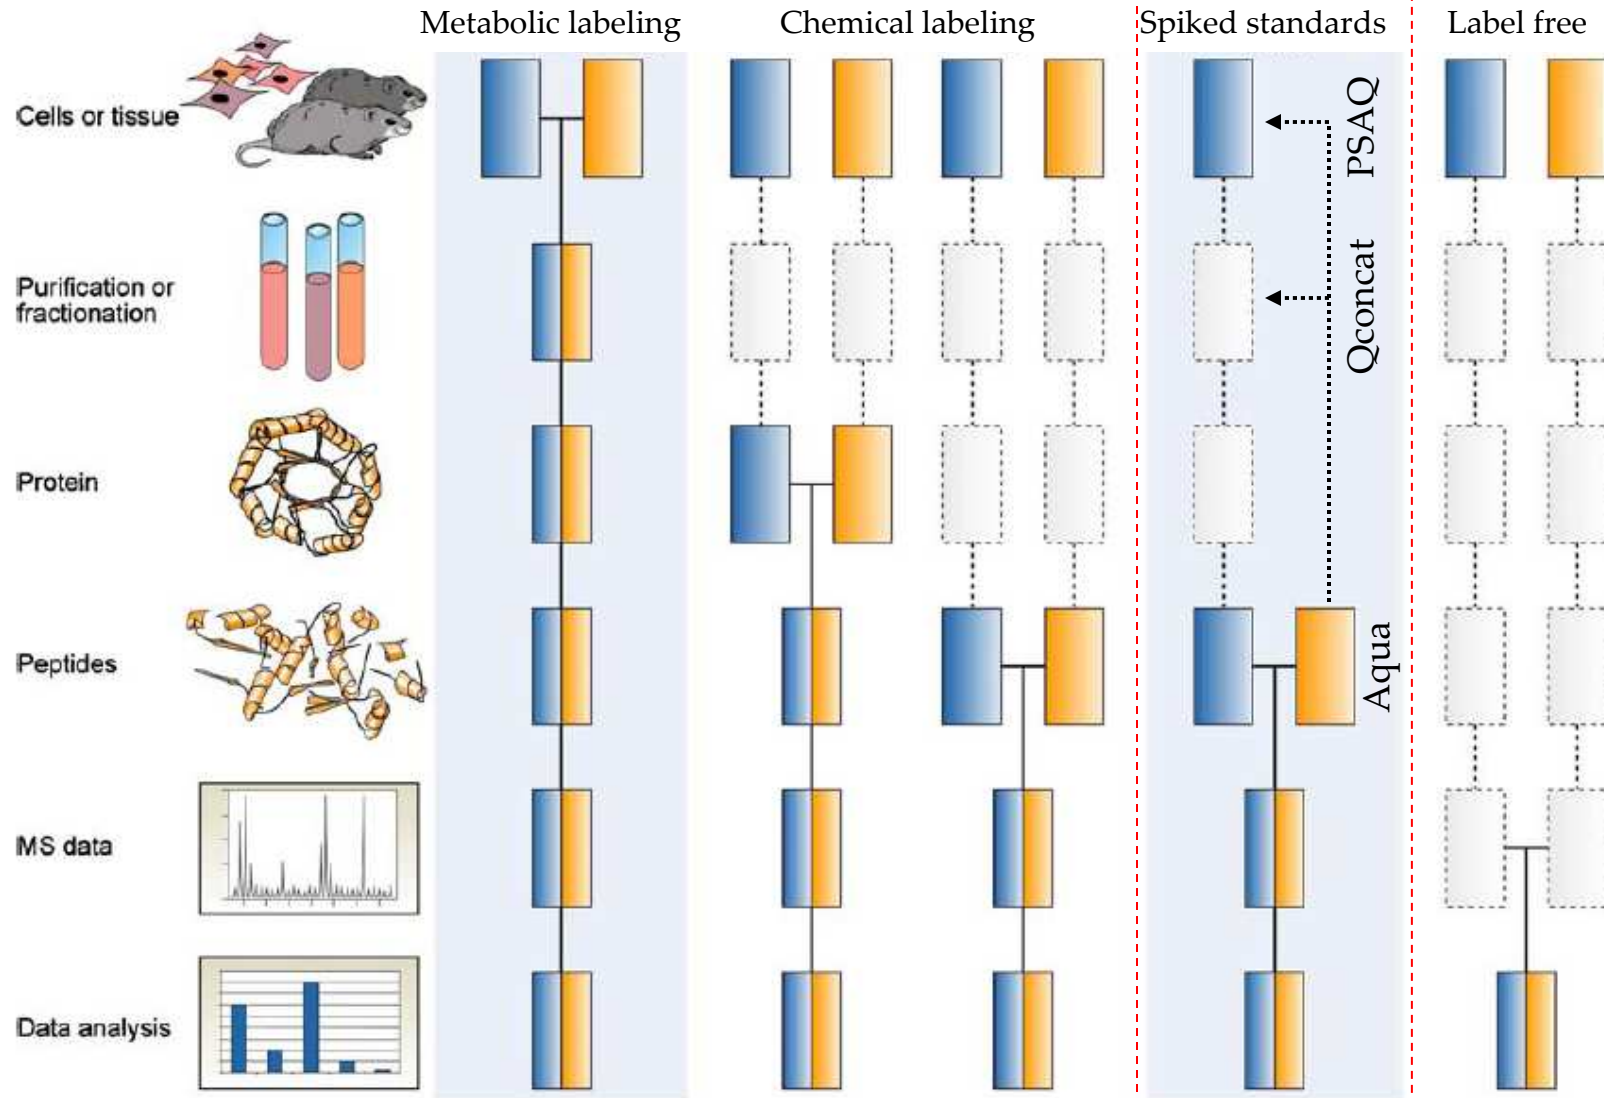 Metabolic labeling
Chemical labeling
Spiked standards
Label free
Cells or tissue
PSAQ
Purification or
fractionation
Qconcat
Protein
Peptides
Aqua
MS data
Data analysis